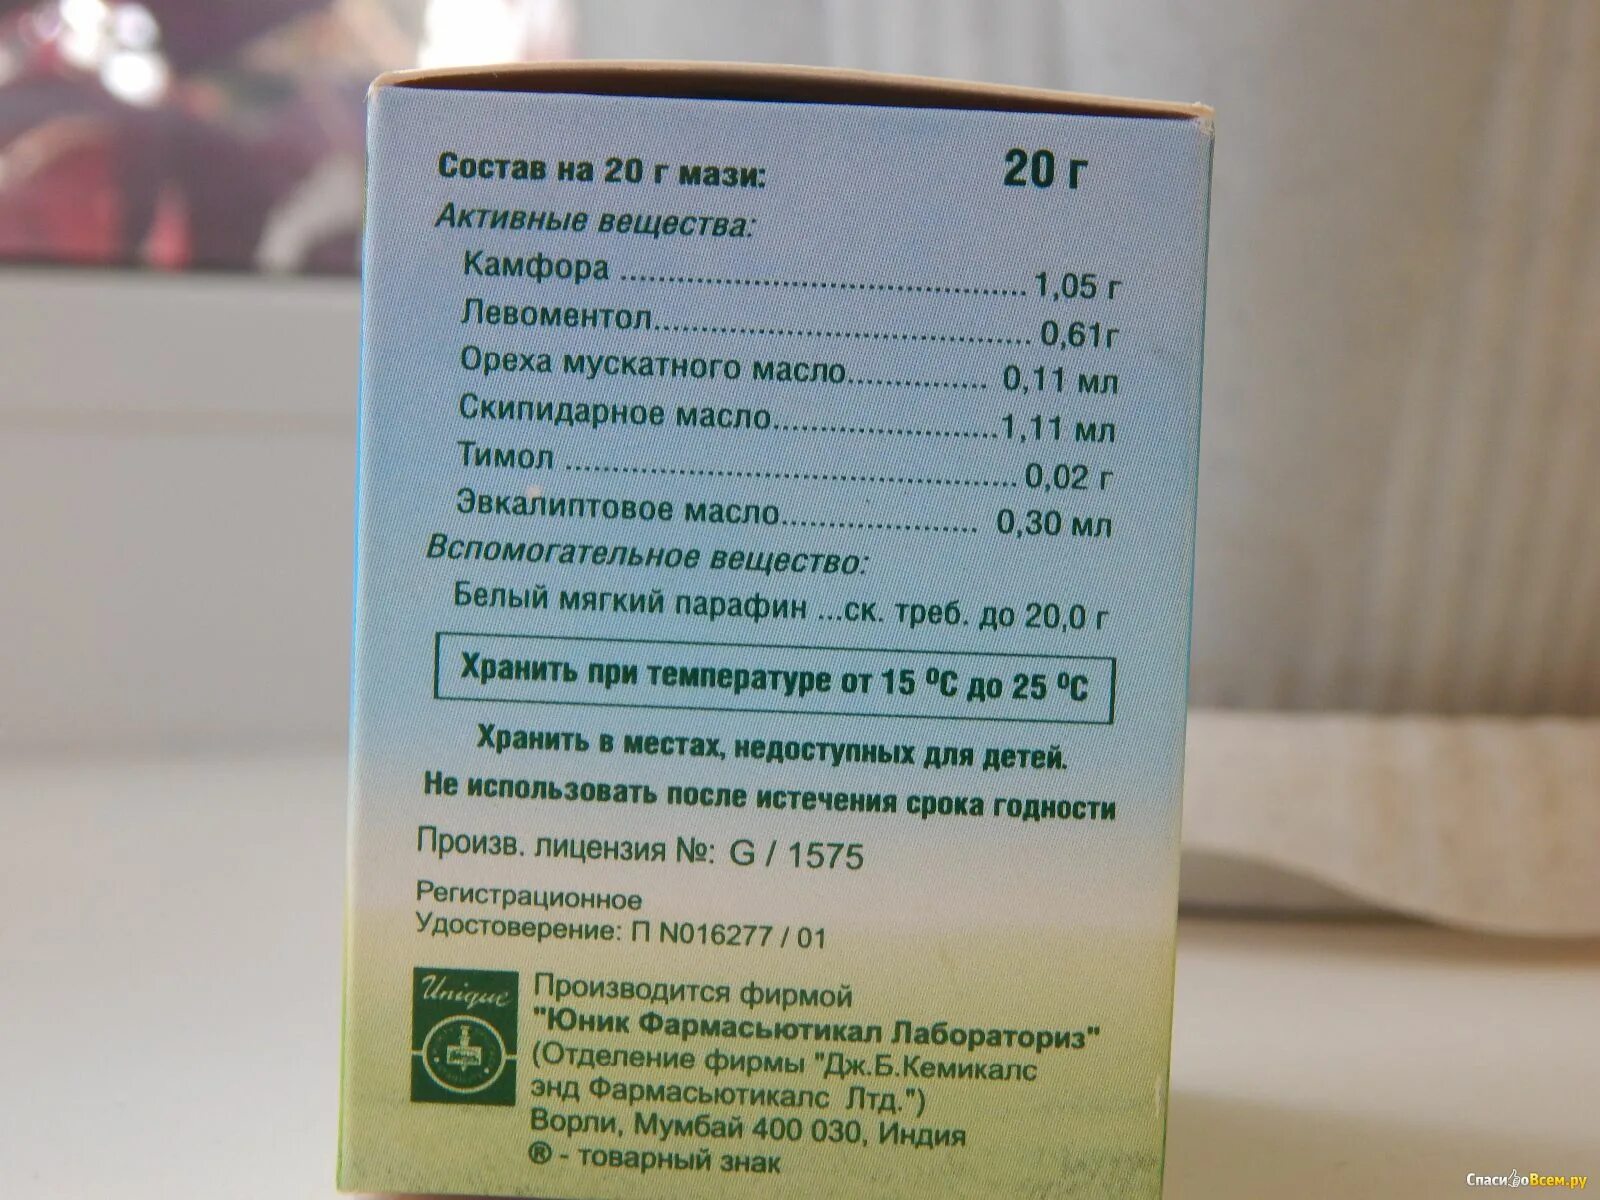 Состав на 20 г мази: 20 г
Активные вещества:
Камфора ........................................ 1,05 г
Левоментол..................................... 0,61г
Ореха мускатного масло............... 0,11 мл
Скипидарное масло.......................1,11 мл
Тимол ............................................. 0,02 г
Эвкалиптовое масло.................... 0,30 мл
Вспомогательное вещество:
Белый мягкий парафин ...ск. треб. до 20,0 г
Хранить при температуре от 15 ºС до 25 ºС
Хранить в местах, недоступных для детей.
Не использовать после истечения срока годности
Произв. лицензия №: G / 1575
Регистрационное
Удостоверение: П N016277 / 01
Unique
Производится фирмой
"Юник Фармасьютикал Лабораториз"
(Отделение фирмы "Дж.Б.Кемикалс
энд Фармасьютикалс Лтд.")
Ворли, Мумбай 400 030, Индия
® - товарный знак
СпасибоВсем.ру